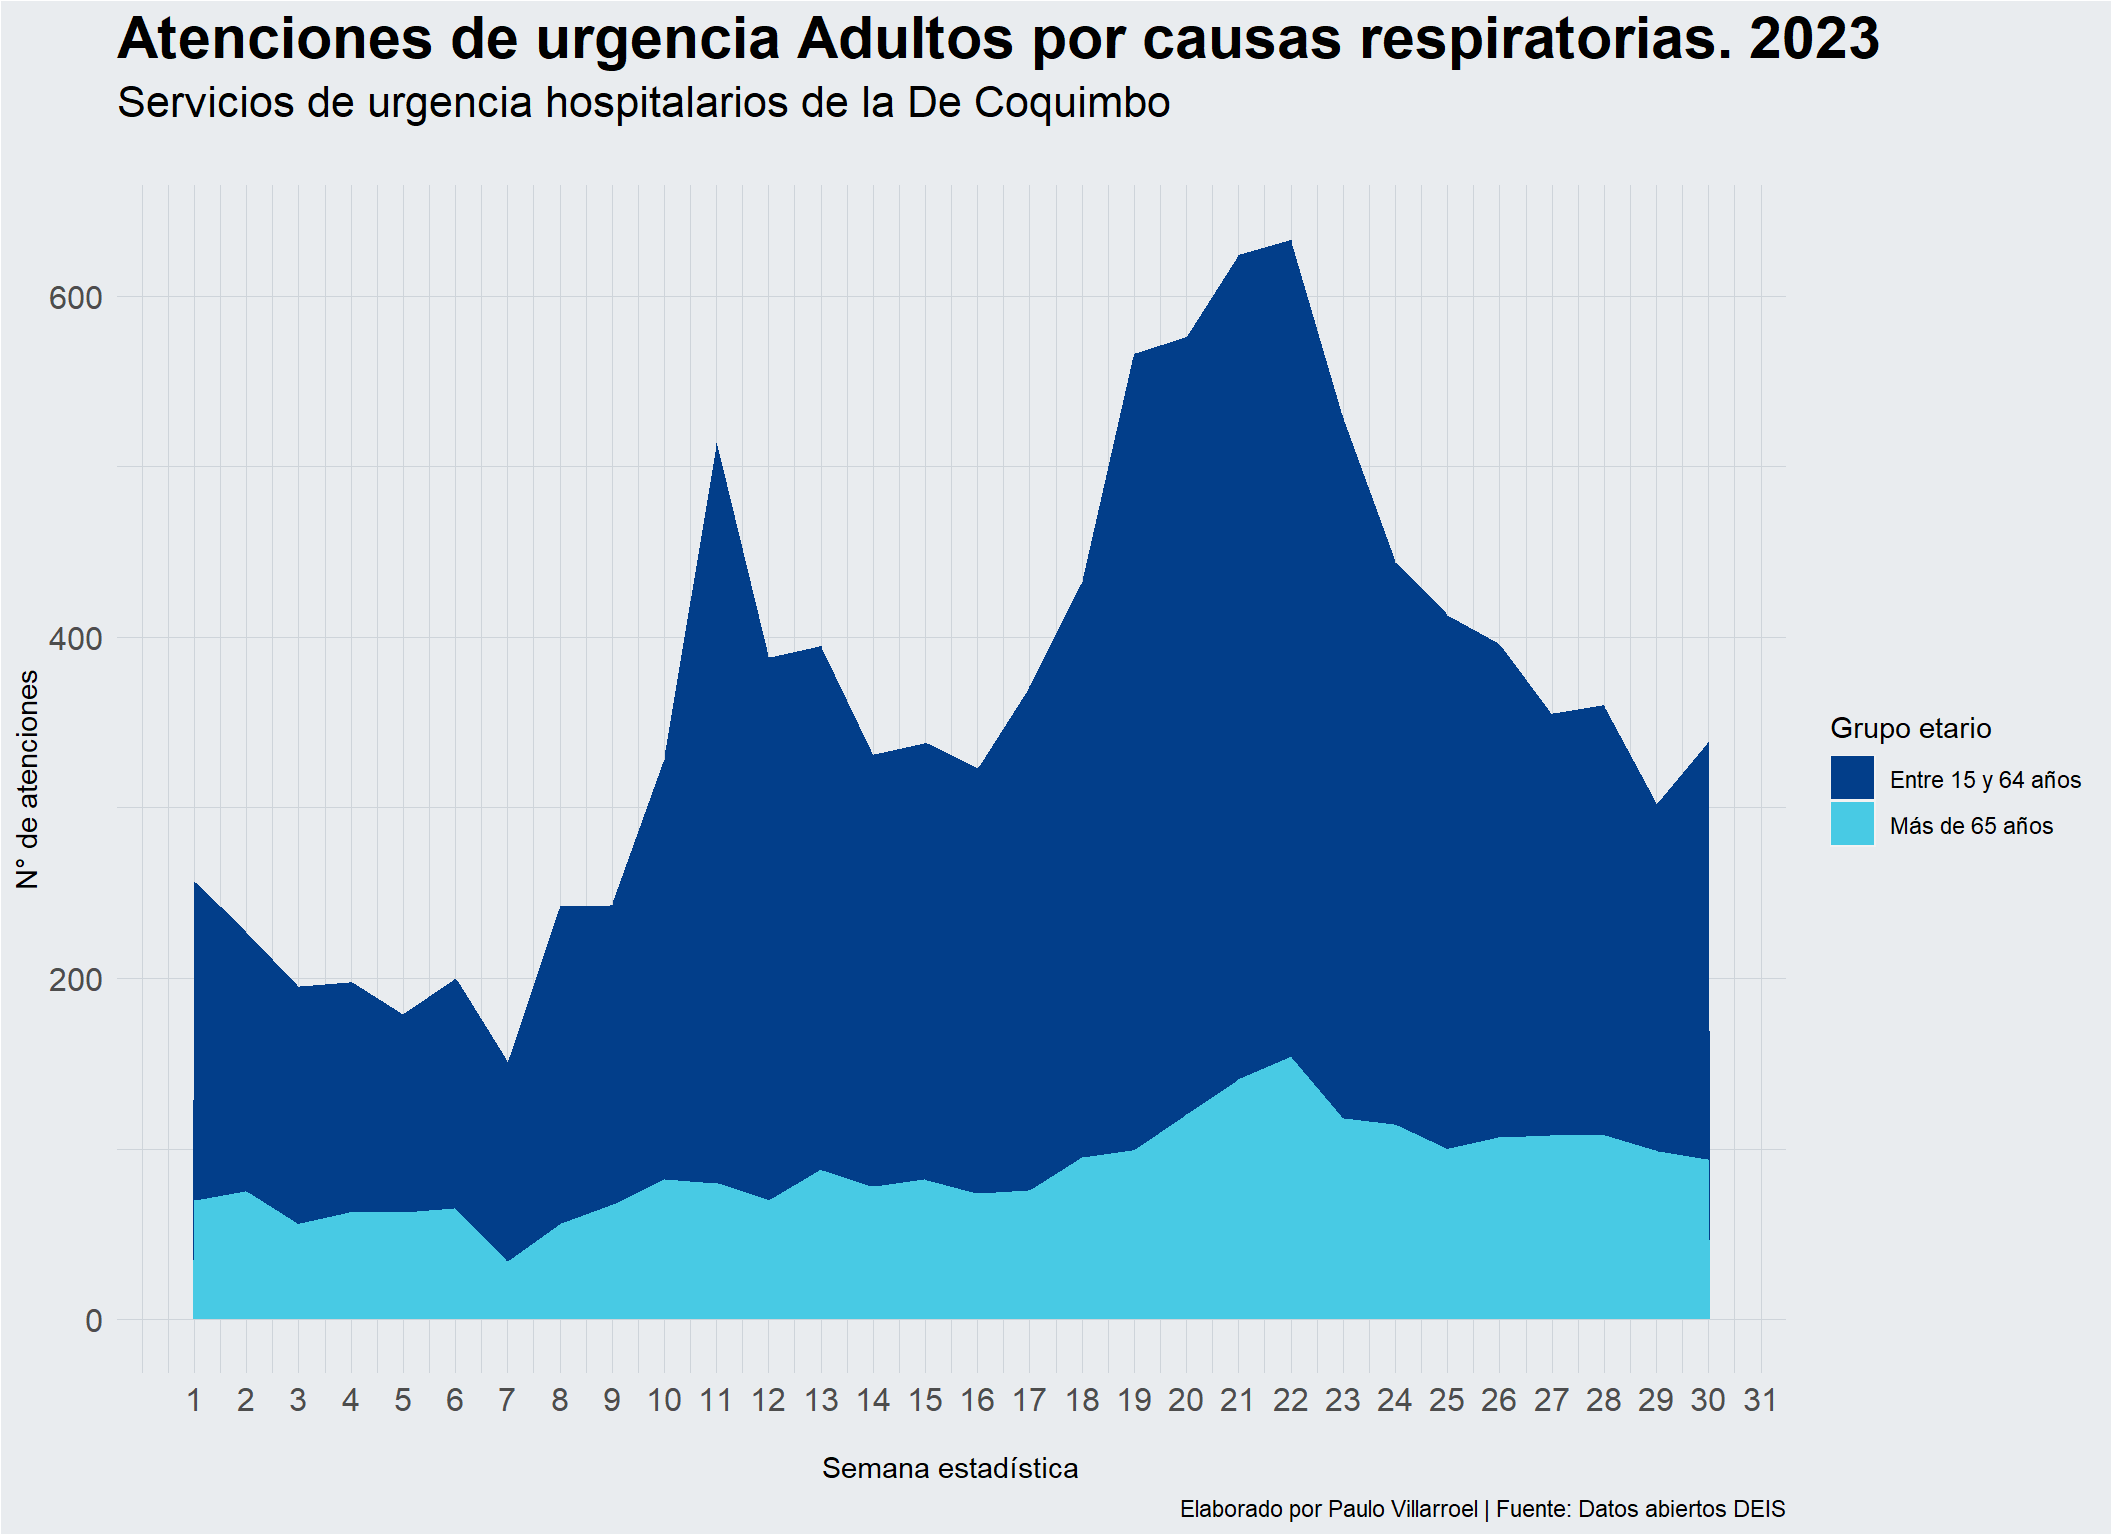 Atenciones de urgencia Adultos por causas respiratorias. 2023
Servicios de urgencia hospitalarios de la De Coquimbo
600
400
200
0
N° de atenciones
1 2 3 4 5 6 7 8 9 10 11 12 13 14 15 16 17 18 19 20 21 22 23 24 25 26 27 28 29 30 31
Semana estadística
Grupo etario
Entre 15 y 64 años
Más de 65 años
Elaborado por Paulo Villarroel | Fuente: Datos abiertos DEIS